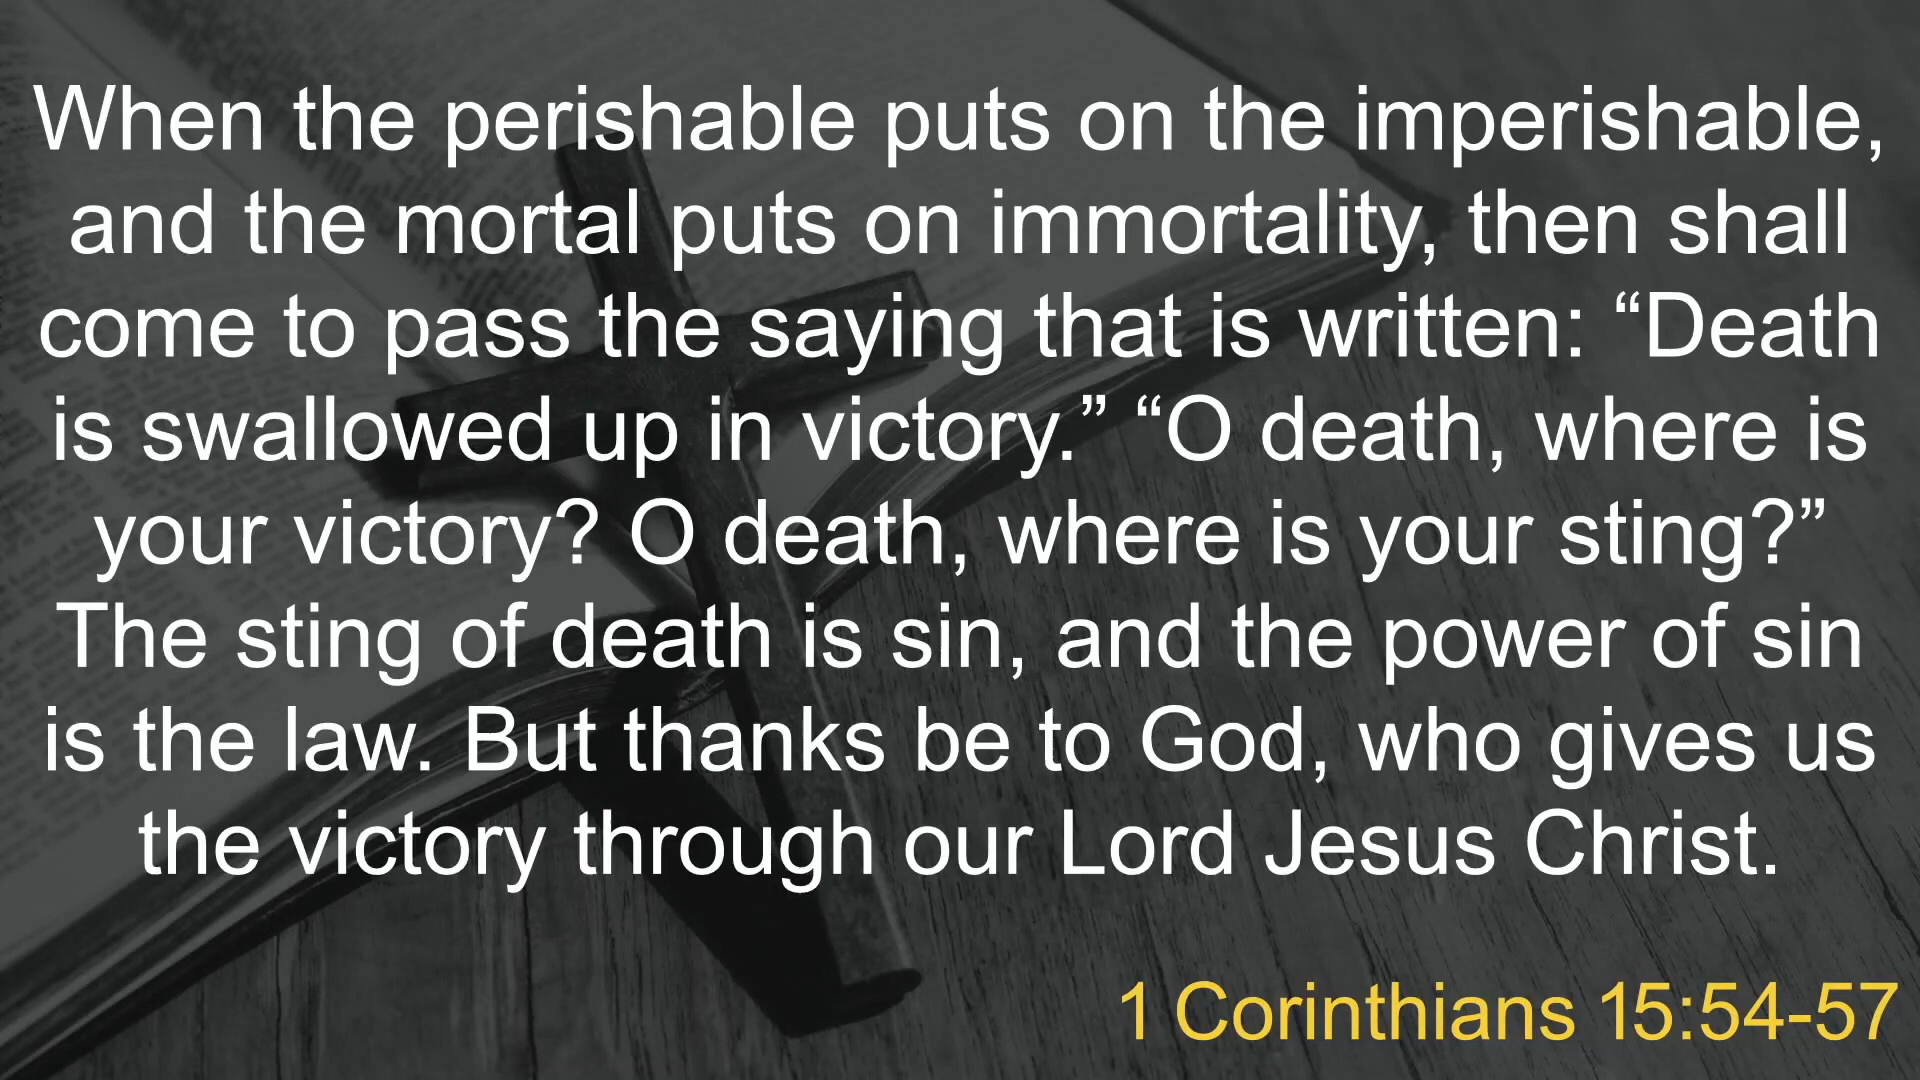 When the perishable puts on the imperishable,
and the mortal puts on immortality, then shall
come to pass the saying that is written: “Death
is swallowed up in victory.” “O death, where is
your victory? O death, where is your sting?”
The sting of death is sin, and the power of sin
is the law. But thanks be to God, who gives us
the victory through our Lord Jesus Christ.
1 Corinthians 15:54-57